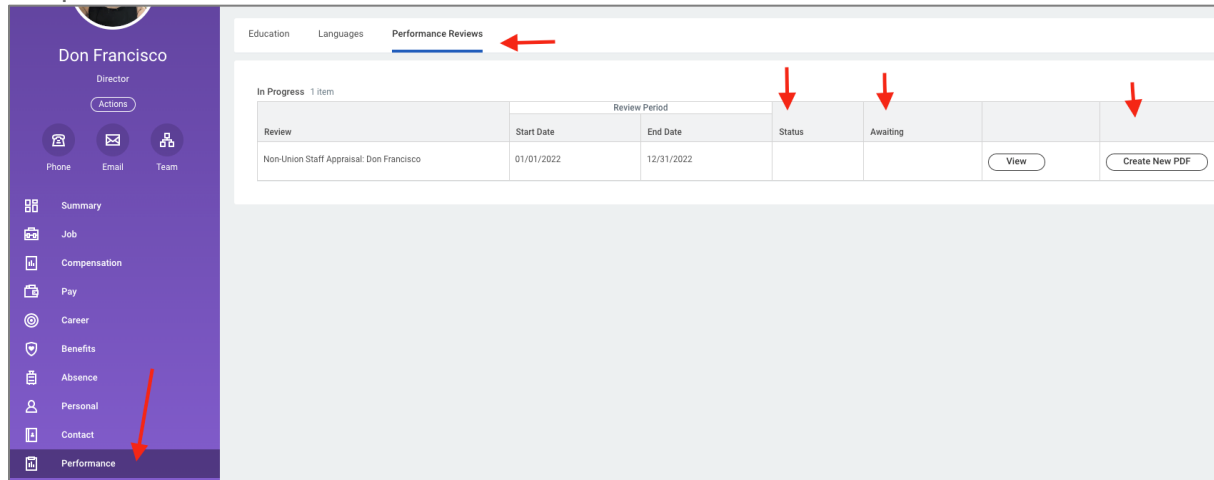 Don Francisco
Director
Actions
Phone Email Team
Summary
Job
Compensation
Pay
Career
Benefits
Absence
Personal
Contact
Performance
Education Languages Performance Reviews
In Progress 1 item
Review Period
Review Start Date End Date Status Awaiting
Non-Union Staff Appraisal: Don Francisco 01/01/2022 12/31/2022 View Create New PDF